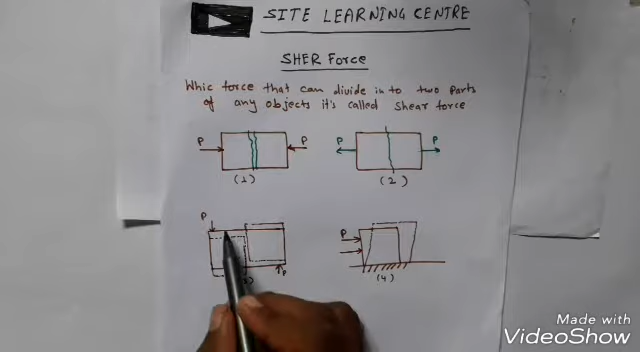 SITE LEARNING CENTRE
SHER Force
Whic force that can divide in to two parts
of any objects it's called shear force
P P P P
(1) (2)
P P
P
(4)
Made with
VideoShow